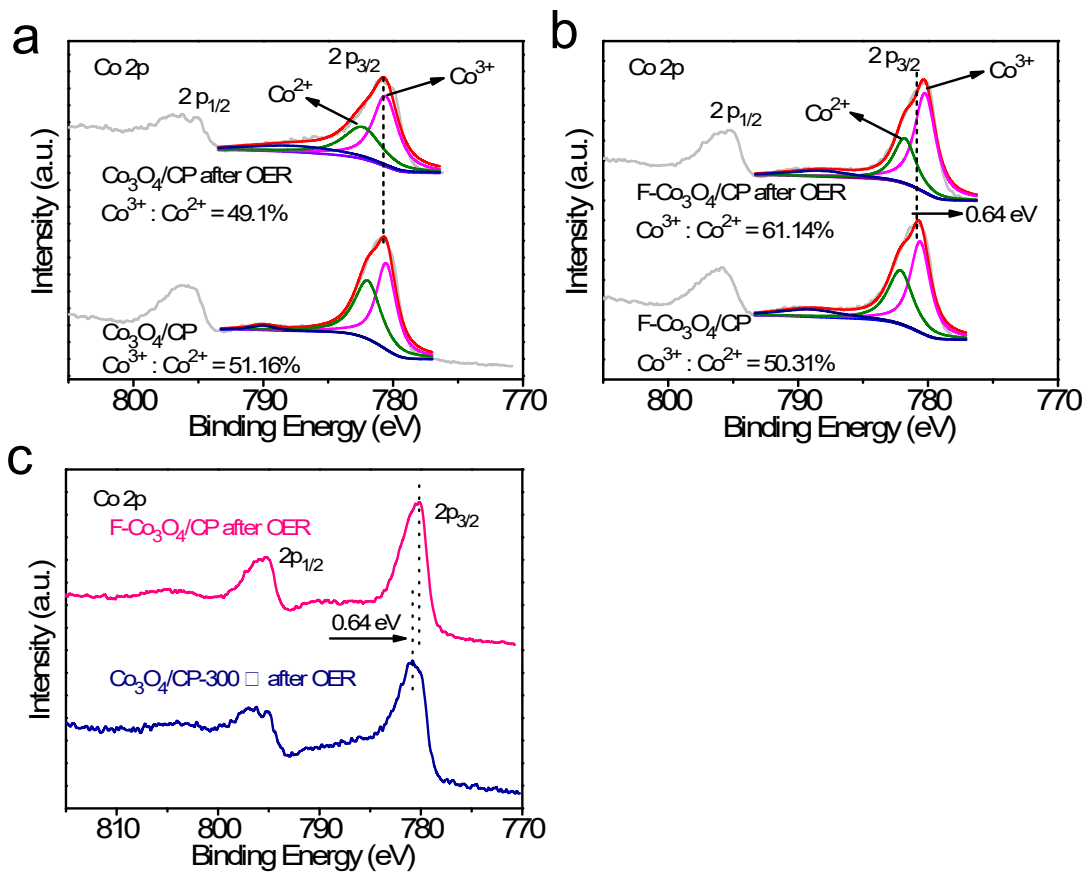 a
Co 2p
2 p3/2
Co3+
Co2+
2 p1/2
Co3O4/CP after OER
Co3+ : Co2+ = 49.1%
Co3O4/CP
Co3+ : Co2+ = 51.16%
Intensity (a.u.)
800 790 780 770
Binding Energy (eV)
b
Co 2p
2 p3/2
Co3+
Co2+
2 p1/2
F-Co3O4/CP after OER
0.64 eV
Co3+ : Co2+ = 61.14%
F-Co3O4/CP
Co3+ : Co2+ = 50.31%
Intensity (a.u.)
800 790 780 770
Binding Energy (eV)
c
Co 2p
F-Co3O4/CP after OER
2p3/2
2p1/2
0.64 eV
Co3O4/CP-300 □ after OER
Intensity (a.u.)
810 800 790 780 770
Binding Energy (eV)